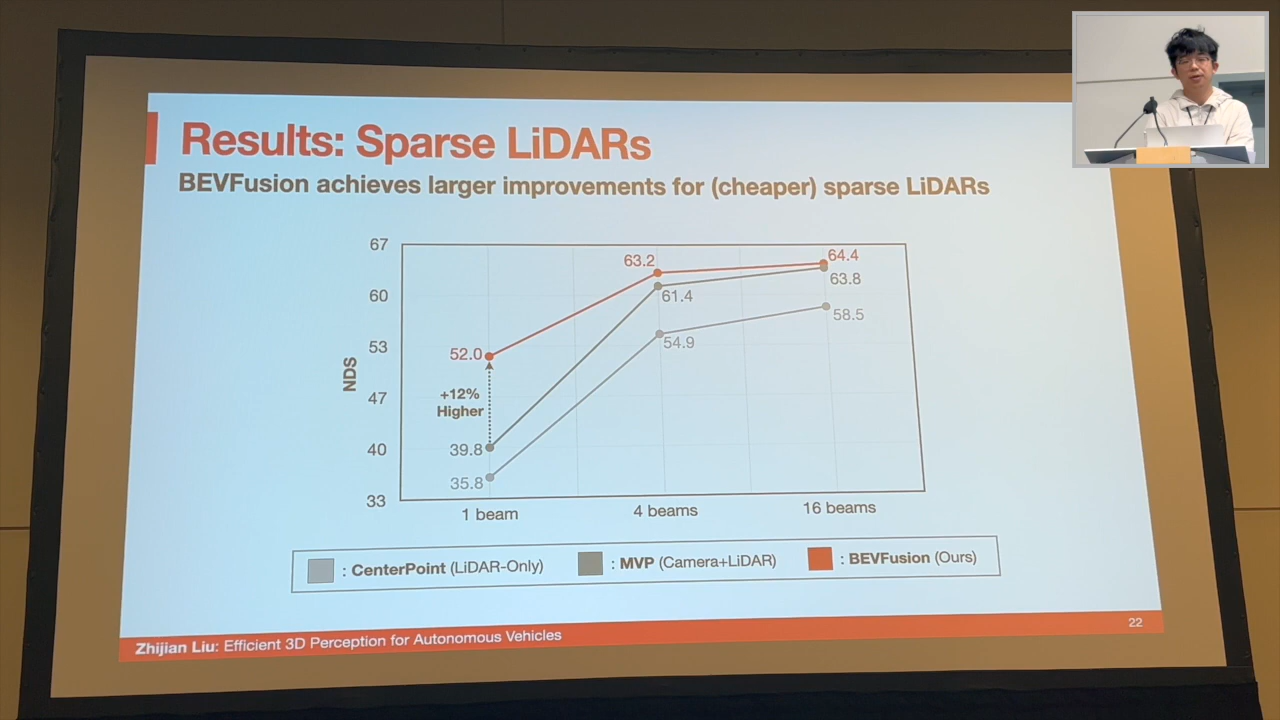 Results: Sparse LiDARs
BEVFusion achieves larger improvements for (cheaper) sparse LiDARs
67
60
53
47
40
33
NDS
52.0
63.2
64.4
39.8
61.4
63.8
35.8
54.9
58.5
+12%
Higher
1 beam
4 beams
16 beams
: CenterPoint (LiDAR-Only)
: MVP (Camera+LiDAR)
: BEVFusion (Ours)
Zhijian Liu: Efficient 3D Perception for Autonomous Vehicles
22